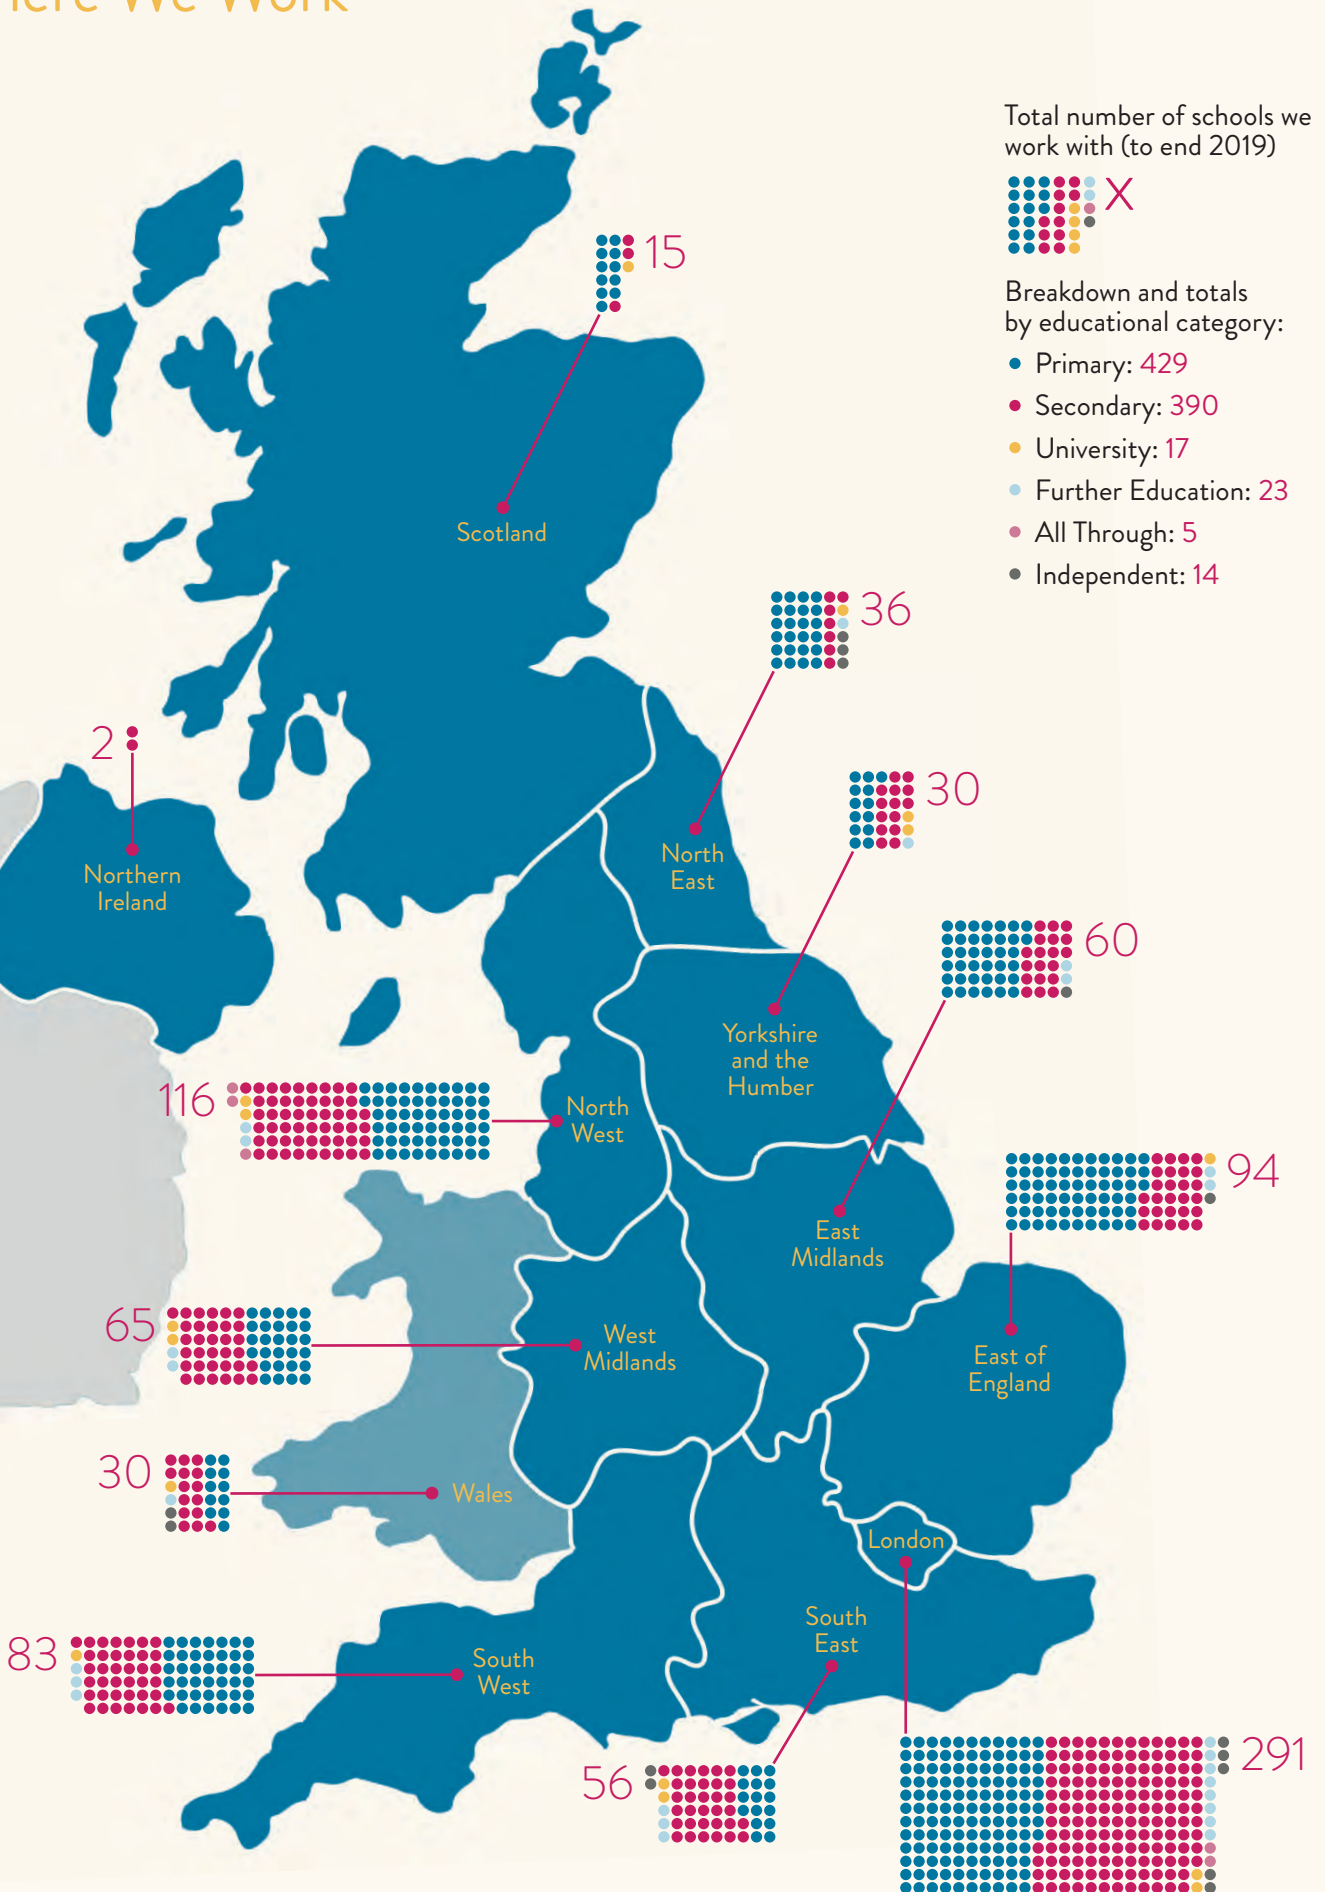 Where We Work
Total number of schools we
work with (to end 2019)
X
Breakdown and totals
by educational category:
Primary: 429
Secondary: 390
University: 17
Further Education: 23
All Through: 5
Independent: 14
15
Scotland
36
North
East
2
Northern
Ireland
30
Yorkshire
and the
Humber
60
East
Midlands
116
North
West
94
East of
England
65
West
Midlands
30
Wales
London
291
83
South
West
South
East
56